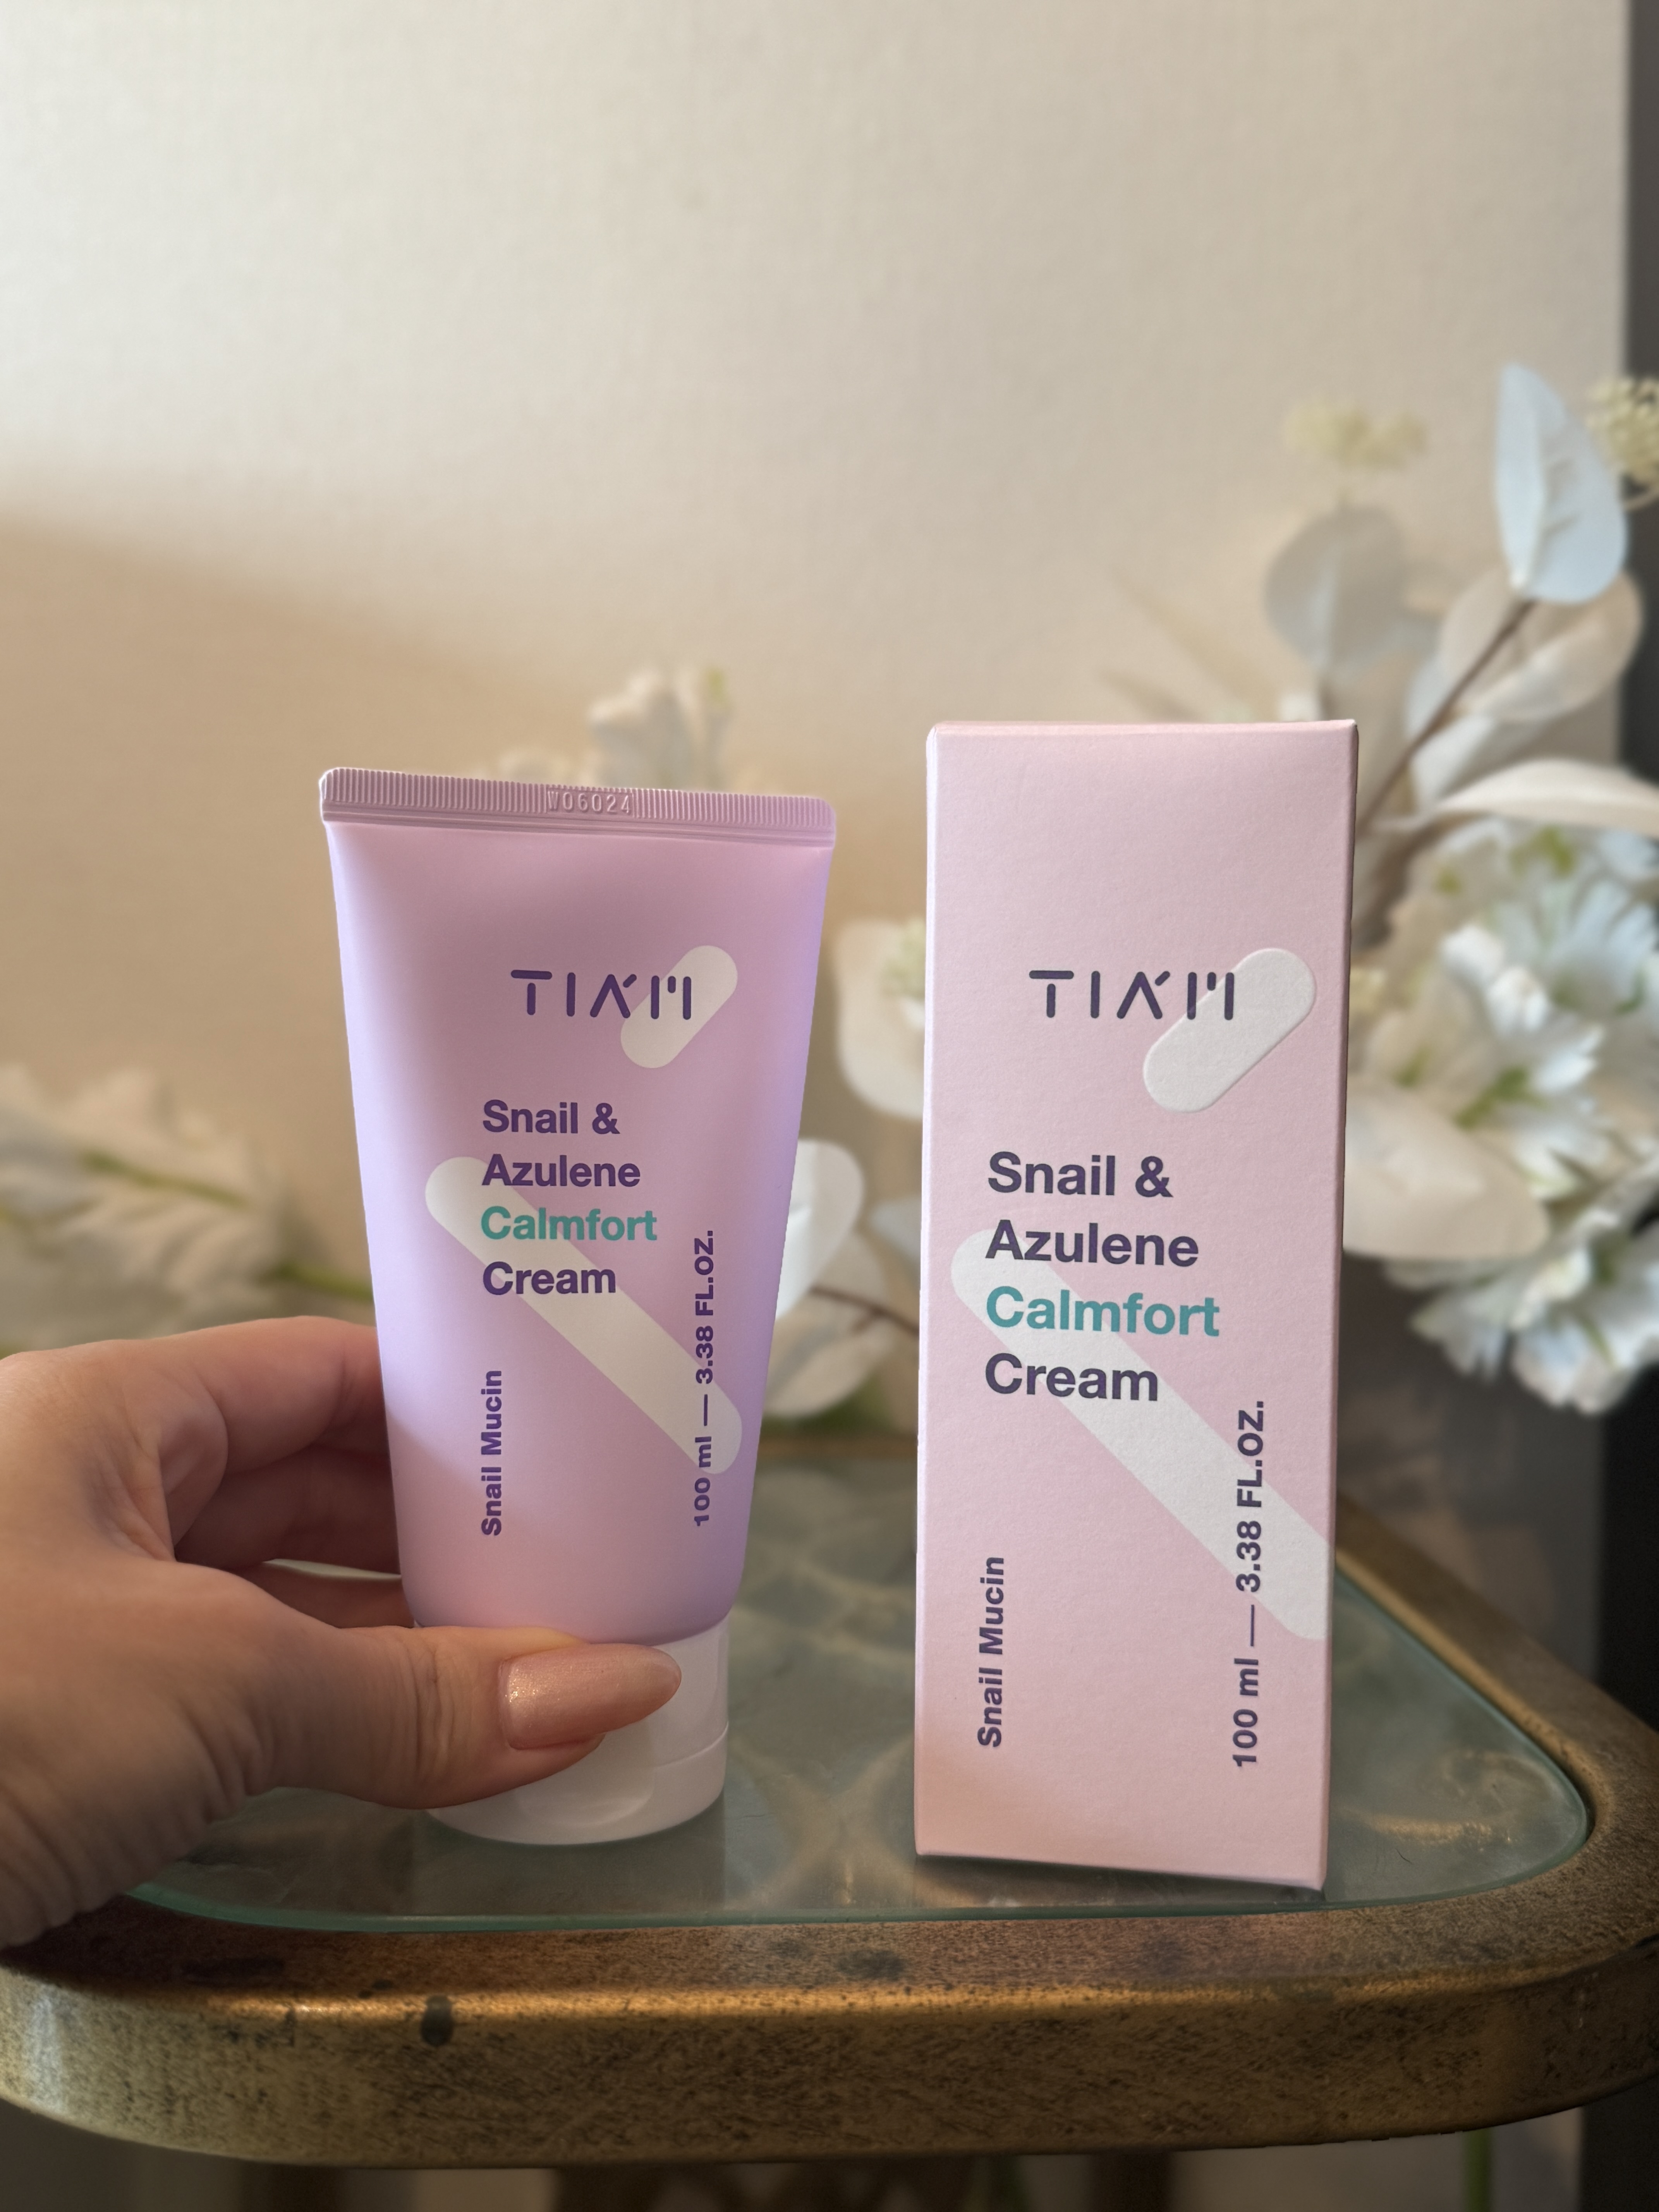 W06024
TIAM
Snail &
Azulene
Calmfort
Cream
Snail Mucin
100 ml — 3.38 FL.OZ.
TIAM
Snail &
Azulene
Calmfort
Cream
Snail Mucin
100 ml — 3.38 FL.OZ.